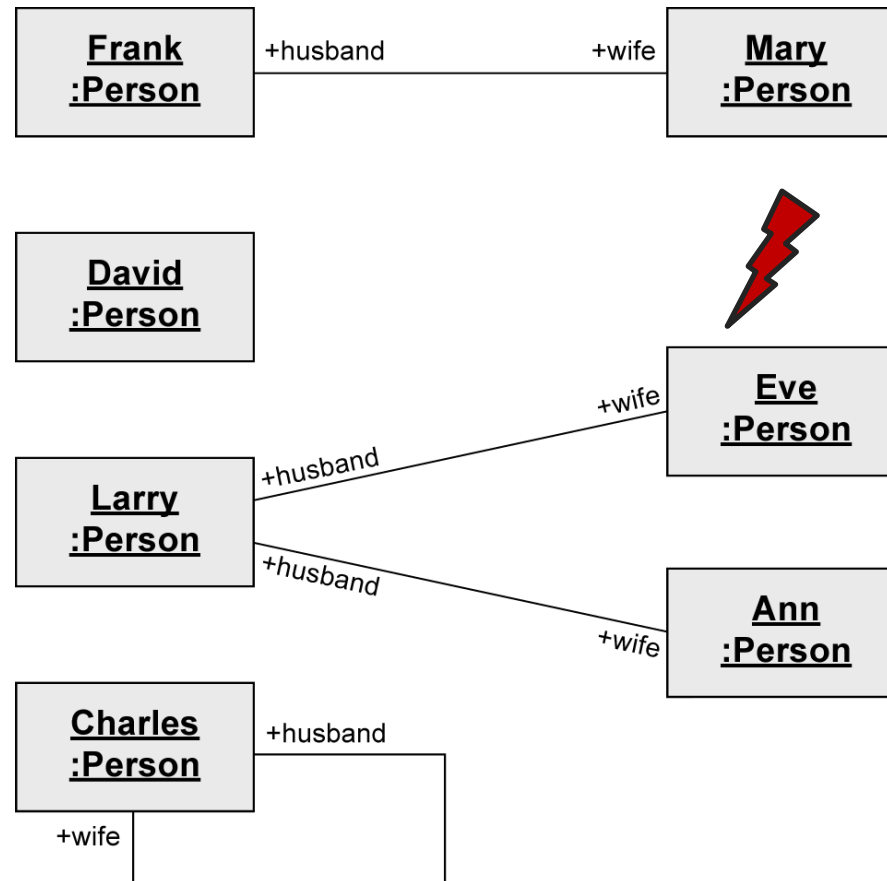 Frank
:Person
+husband
+wife
Mary
:Person
David
:Person
Eve
:Person
+wife
+husband
Larry
:Person
+husband
+wife
Ann
:Person
Charles
:Person
+husband
+wife